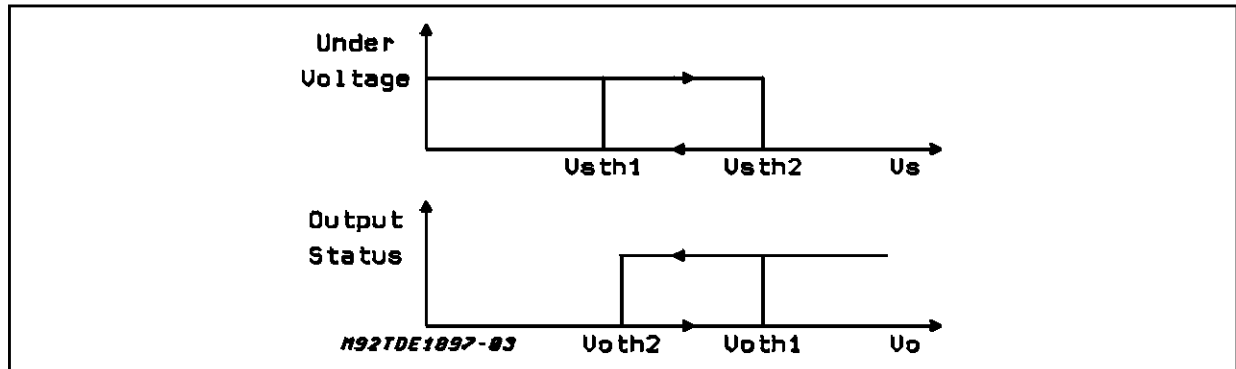 Under
Voltage
Vsth1 Vsth2 Vs
Output
Status
M92TDE1897-03 Voth2 Voth1 Vo